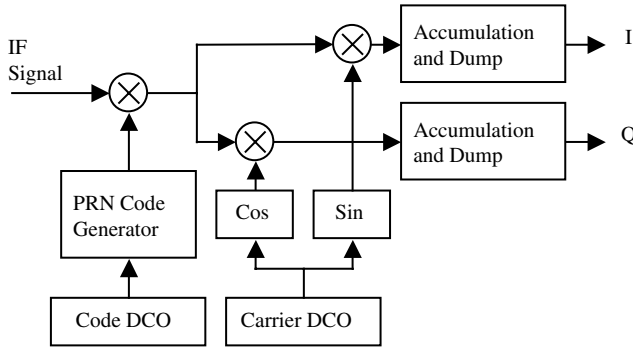 IF
Signal
Accumulation
and Dump
I
Accumulation
and Dump
Q
PRN Code
Generator
Cos
Sin
Code DCO
Carrier DCO